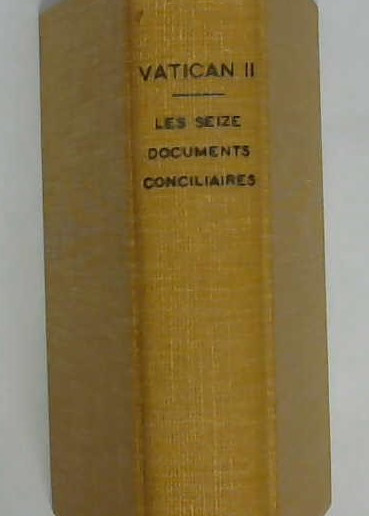 VATICAN II
LES SEIZE
DOCUMENTS
CONCILIAIRES